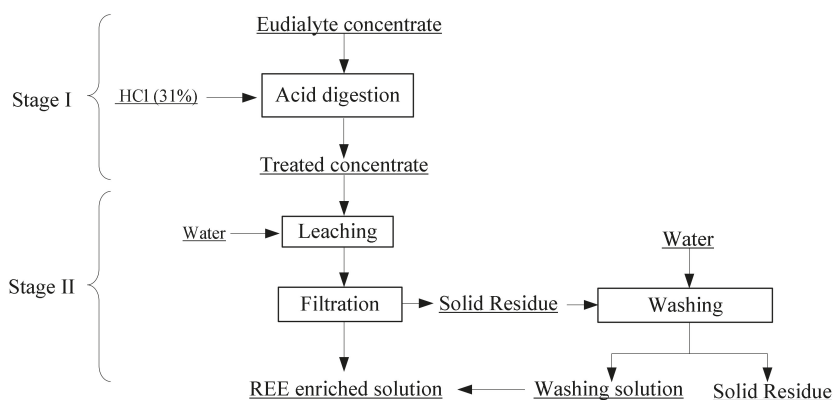 Eudialyte concentrate
Stage I
HCl (31%)
Acid digestion
Treated concentrate
Water
Leaching
Water
Stage II
Filtration
Solid Residue
Washing
REE enriched solution
Washing solution
Solid Residue